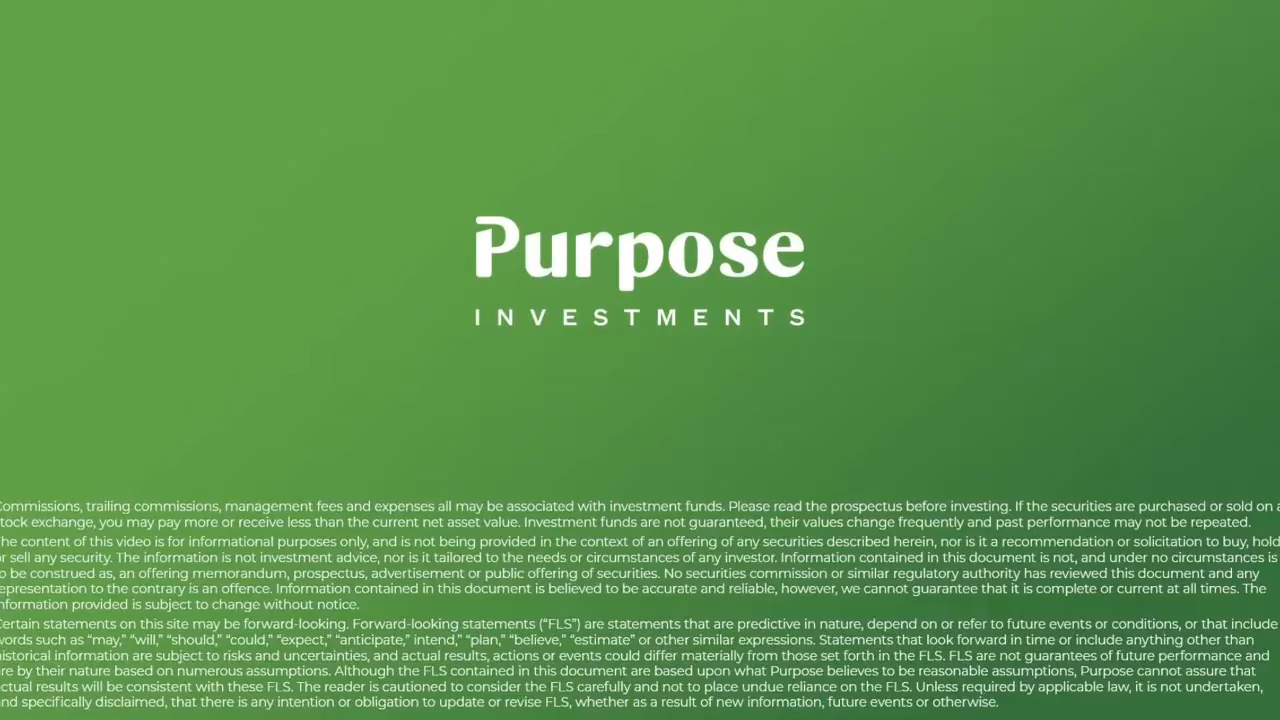 Purpose
INVESTMENTS
Commissions, trailing commissions, management fees and expenses all may be associated with investment funds. Please read the prospectus before investing. If the securities are purchased or sold on a
stock exchange, you may pay more or receive less than the current net asset value. Investment funds are not guaranteed, their values change frequently and past performance may not be repeated.
The content of this video is for informational purposes only, and is not being provided in the context of an offering of any securities described herein, nor is it a recommendation or solicitation to buy, hold
or sell any security. The information is not investment advice, nor is it tailored to the needs or circumstances of any investor. Information contained in this document is not, and under no circumstances is
to be construed as, an offering memorandum, prospectus, advertisement or public offering of securities. No securities commission or similar regulatory authority has reviewed this document and any
representation to the contrary is an offence. Information contained in this document is believed to be accurate and reliable, however, we cannot guarantee that it is complete or current at all times. The
information provided is subject to change without notice.
Certain statements on this site may be forward-looking. Forward-looking statements (“FLS”) are statements that are predictive in nature, depend on or refer to future events or conditions, or that include
words such as “may,” “will,” “should,” “could,” “expect,” “anticipate,” intend,” “plan,” “believe,” “estimate” or other similar expressions. Statements that look forward in time or include anything other than
historical information are subject to risks and uncertainties, and actual results, actions or events could differ materially from those set forth in the FLS. FLS are not guarantees of future performance and
are by their nature based on numerous assumptions. Although the FLS contained in this document are based upon what Purpose believes to be reasonable assumptions, Purpose cannot assure that
actual results will be consistent with these FLS. The reader is cautioned to consider the FLS carefully and not to place undue reliance on the FLS. Unless required by applicable law, it is not undertaken,
and specifically disclaimed, that there is any intention or obligation to update or revise FLS, whether as a result of new information, future events or otherwise.